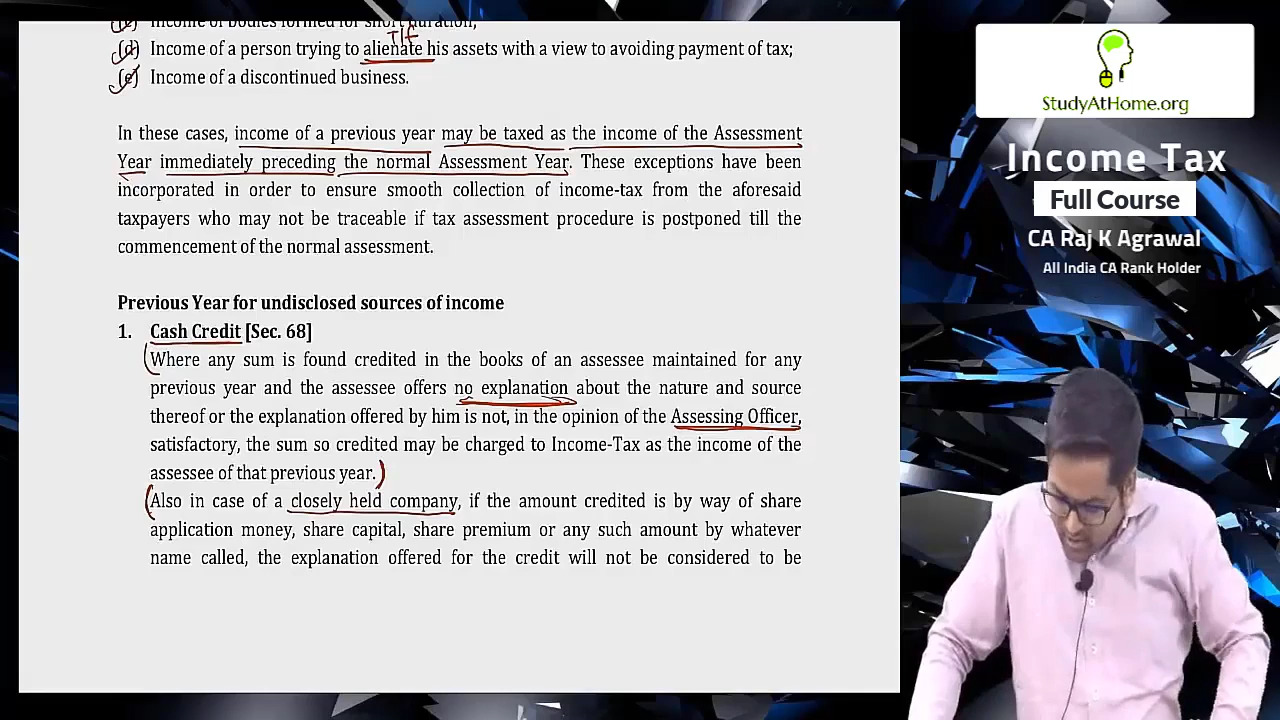 (c) Income of bodies formed for short duration;
T/f
(d) Income of a person trying to alienate his assets with a view to avoiding payment of tax;
(e) Income of a discontinued business.
In these cases, income of a previous year may be taxed as the income of the Assessment
Year immediately preceding the normal Assessment Year. These exceptions have been
incorporated in order to ensure smooth collection of income-tax from the aforesaid
taxpayers who may not be traceable if tax assessment procedure is postponed till the
commencement of the normal assessment.
Previous Year for undisclosed sources of income
1. Cash Credit [Sec. 68]
Where any sum is found credited in the books of an assessee maintained for any
previous year and the assessee offers no explanation about the nature and source
thereof or the explanation offered by him is not, in the opinion of the Assessing Officer,
satisfactory, the sum so credited may be charged to Income-Tax as the income of the
assessee of that previous year.)
Also in case of a closely held company, if the amount credited is by way of share
application money, share capital, share premium or any such amount by whatever
name called, the explanation offered for the credit will not be considered to be
StudyAtHome.org
Income Tax
Full Course
CA Raj K Agrawal
All India CA Rank Holder